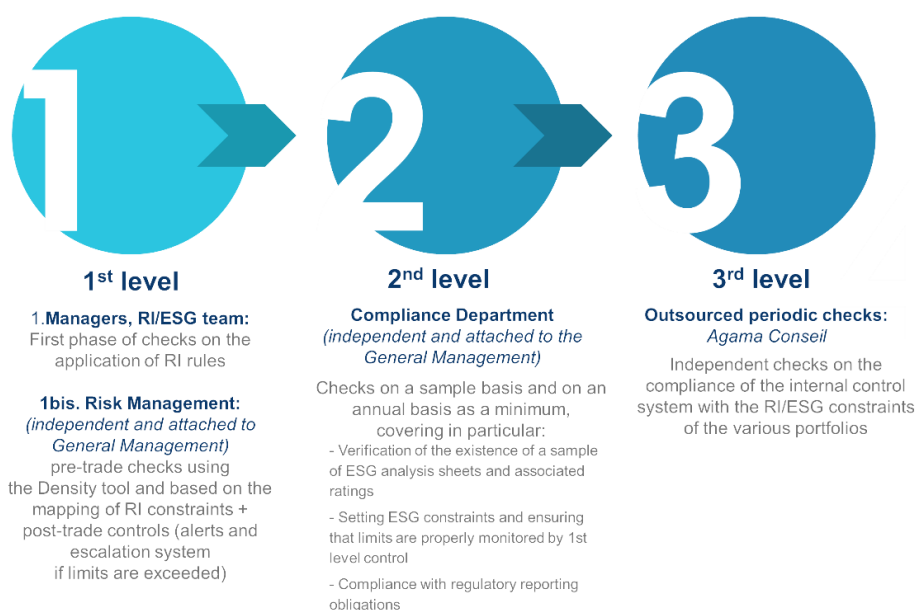 1
2
3
1st level
1.Managers, RI/ESG team:
First phase of checks on the
application of RI rules
1bis. Risk Management:
(independent and attached to
General Management)
pre-trade checks using
the Density tool and based on the
mapping of RI constraints +
post-trade controls (alerts and
escalation system
if limits are exceeded)
2nd level
Compliance Department
(independent and attached to the
General Management)
Checks on a sample basis and on an
annual basis as a minimum,
covering in particular:
- Verification of the existence of a sample
of ESG analysis sheets and associated
ratings
- Setting ESG constraints and ensuring
that limits are properly monitored by 1st
level control
- Compliance with regulatory reporting
obligations
3rd level
Outsourced periodic checks:
Agama Conseil
Independent checks on the
compliance of the internal control
system with the RI/ESG constraints
of the various portfolios